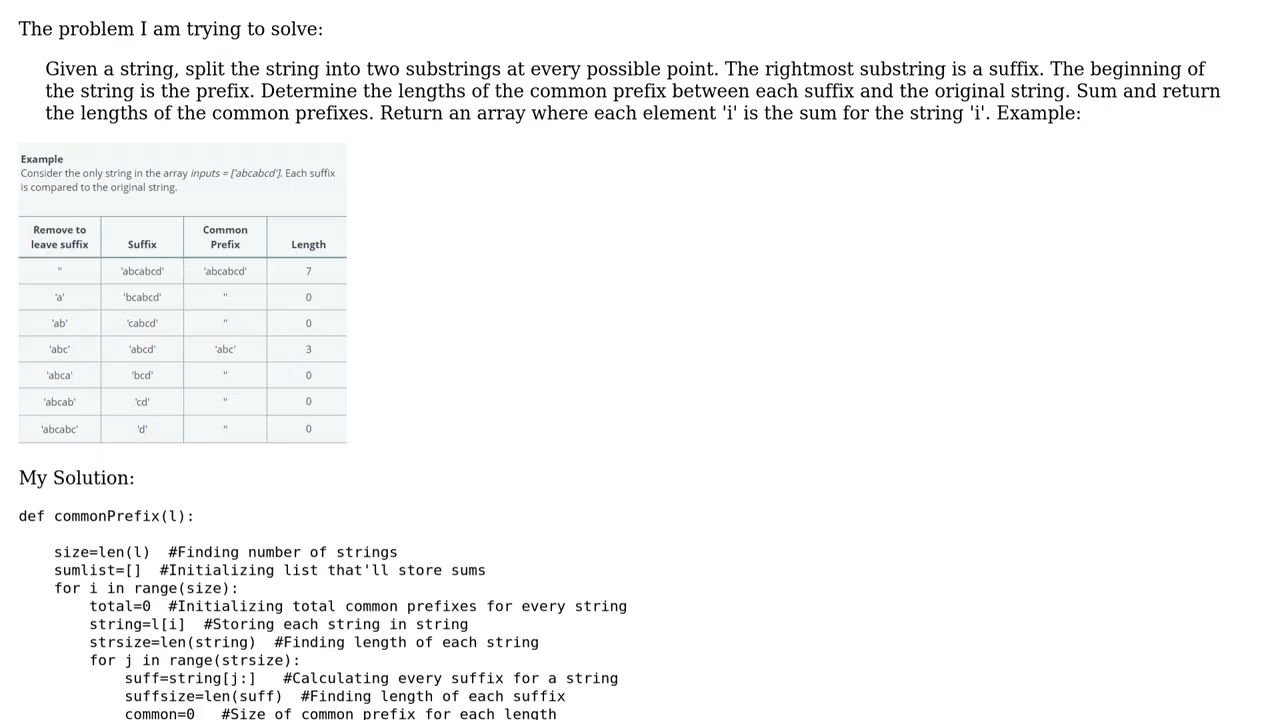 The problem I am trying to solve:
Given a string, split the string into two substrings at every possible point. The rightmost substring is a suffix. The beginning of
the string is the prefix. Determine the lengths of the common prefix between each suffix and the original string. Sum and return
the lengths of the common prefixes. Return an array where each element 'i' is the sum for the string 'i'. Example:
Example
Consider the only string in the array inputs = ['abcabcd']. Each suffix
is compared to the original string.
Remove to leave suffix Suffix Common Prefix Length
'' 'abcabcd' 'abcabcd' 7
'a' 'bcabcd' '' 0
'ab' 'cabcd' '' 0
'abc' 'abcd' 'abc' 3
'abca' 'bcd' '' 0
'abcab' 'cd' '' 0
'abcabc' 'd' '' 0
My Solution:
def commonPrefix(l):
    size=len(l)  #Finding number of strings
    sumlist=[]  #Initializing list that'll store sums
    for i in range(size):
        total=0  #Initializing total common prefixes for every string
        string=l[i]  #Storing each string in string
        strsize=len(string)  #Finding length of each string
        for j in range(strsize):
            suff=string[j:]   #Calculating every suffix for a string
            suffsize=len(suff)  #Finding length of each suffix
            common=0   #Size of common prefix for each length